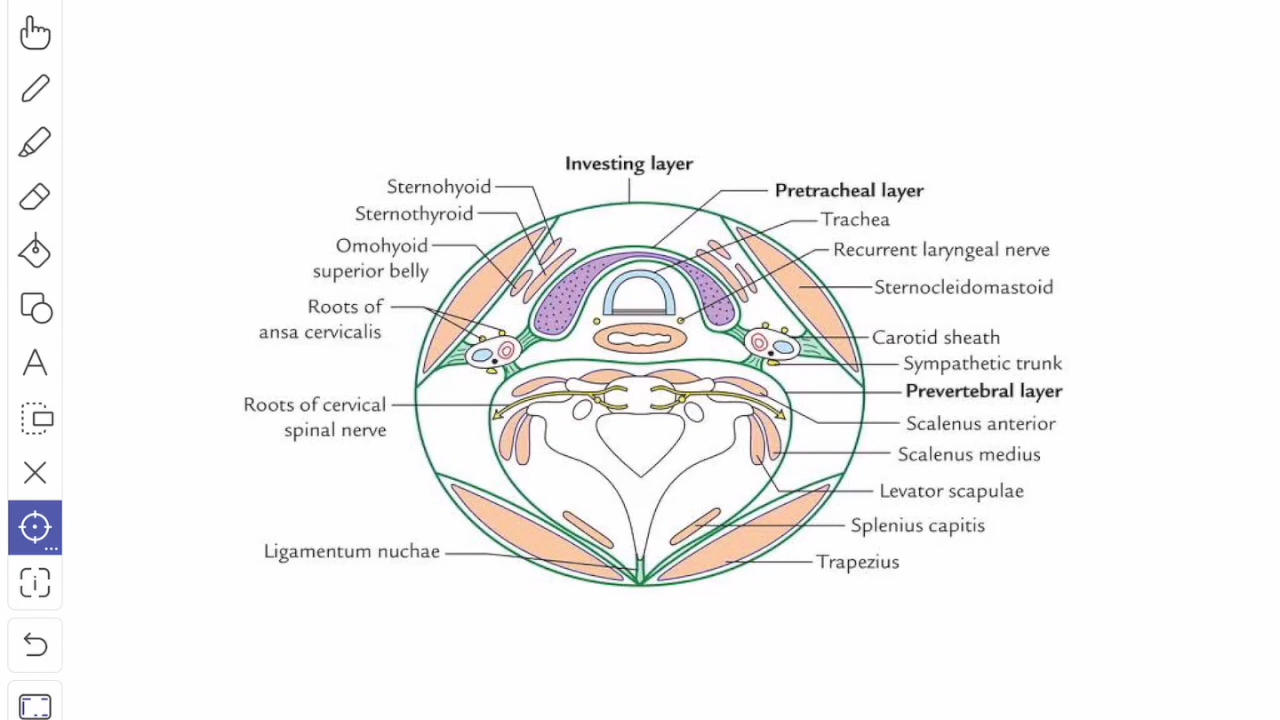 Investing layer
Sternohyoid
Sternothyroid
Omohyoid
superior belly
Roots of
ansa cervicalis
Roots of cervical
spinal nerve
Ligamentum nuchae
Pretracheal layer
Trachea
Recurrent laryngeal nerve
Sternocleidomastoid
Carotid sheath
Sympathetic trunk
Prevertebral layer
Scalenus anterior
Scalenus medius
Levator scapulae
Splenius capitis
Trapezius